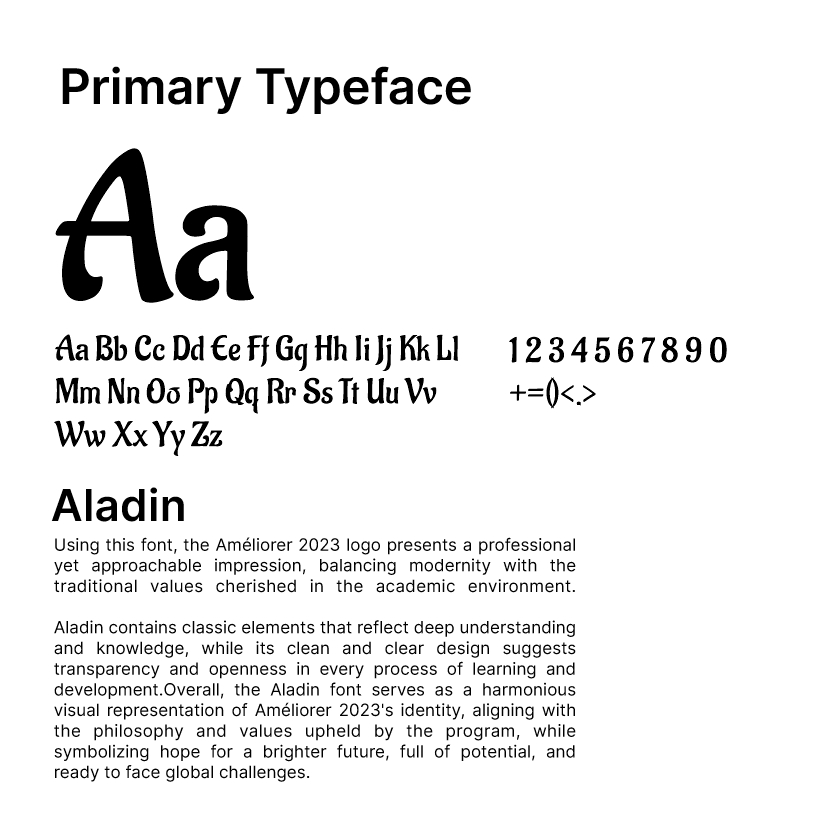 Primary Typeface
Aa
Aa Bb Cc Dd Ee Ff Gg Hh Ii Jj Kk Ll
Mm Nn Oo Pp Qq Rr Ss Tt Uu Vv
Ww Xx Yy Zz
1 2 3 4 5 6 7 8 9 0
+=()<.>
Aladin
Using this font, the Améliorer 2023 logo presents a professional
yet approachable impression, balancing modernity with the
traditional values cherished in the academic environment.
Aladin contains classic elements that reflect deep understanding
and knowledge, while its clean and clear design suggests
transparency and openness in every process of learning and
development.Overall, the Aladin font serves as a harmonious
visual representation of Améliorer 2023's identity, aligning with
the philosophy and values upheld by the program, while
symbolizing hope for a brighter future, full of potential, and
ready to face global challenges.